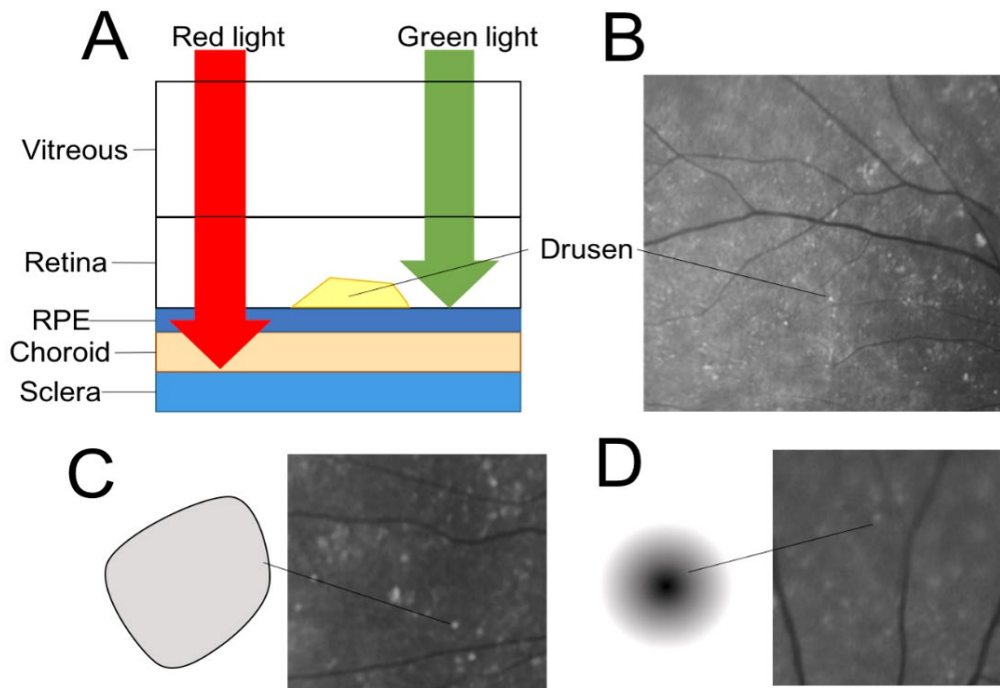 A
Red light
Green light
B
Vitreous
Retina
Drusen
RPE
Choroid
Sclera
C
D